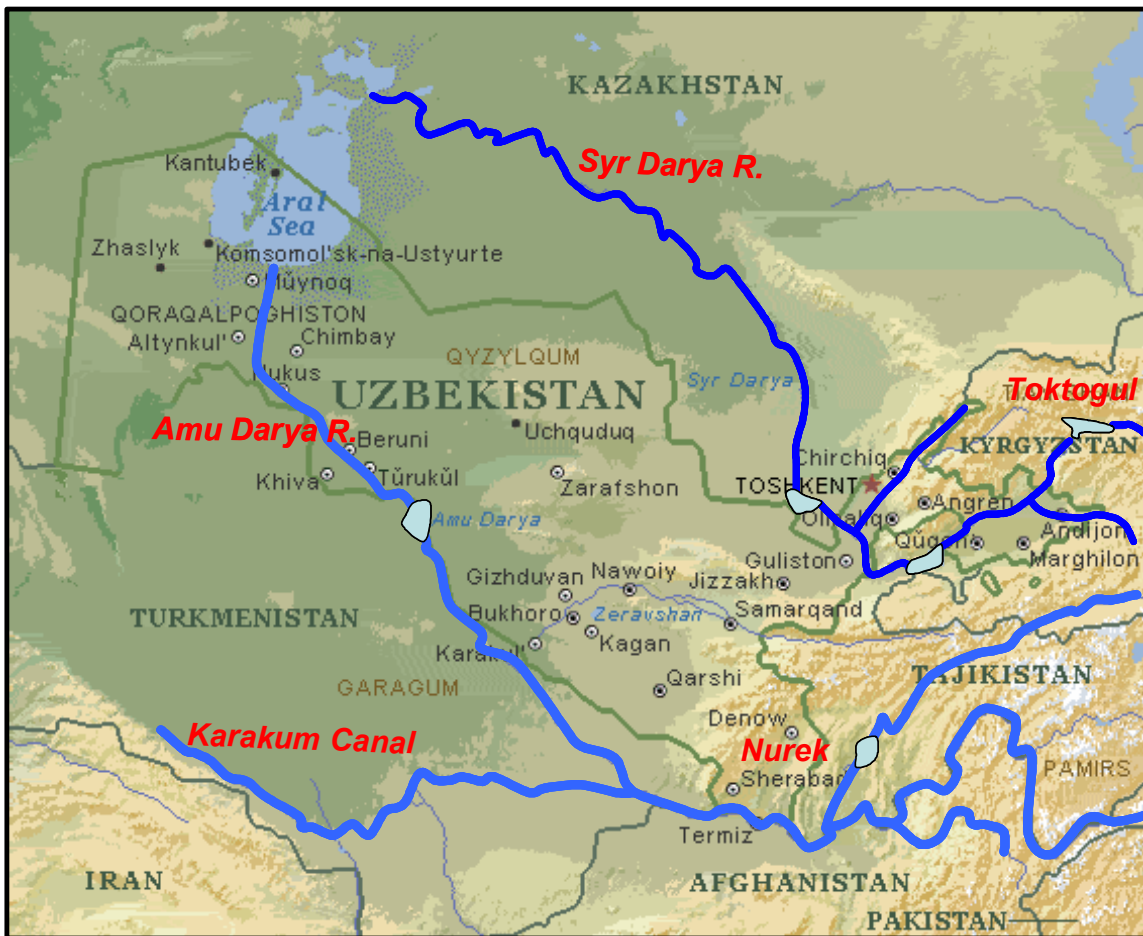 KAZAKHSTAN
Syr Darya R.
Kantubek
Aral
Sea
Zhaslyk
Komsomol'sk-na-Ustyurte
Mŭynoq
QORAQALPOGHISTON
Altynkul'
Chimbay
Nukus
QYZYLQUM
Syr Darya
UZBEKISTAN
Toktogul
KYRGYZSTAN
Amu Darya R.
Beruni
Uchquduq
Khiva
Tŭrukŭl
Zarafshon
Chirchiq
TOSHKENT
Angren
Olmaliq
Amu Darya
Qŭqon
Andijon
Marghilon
Guliston
Gizhduvan
Nawoiy
Jizzakh
Bukhoro
Zeravshan
Samarqand
TURKMENISTAN
Karakul'
Kagan
GARAGUM
Qarshi
TAJIKISTAN
Karakum Canal
Denow
Nurek
Sherabad
PAMIRS
Termiz
IRAN
AFGHANISTAN
PAKISTAN